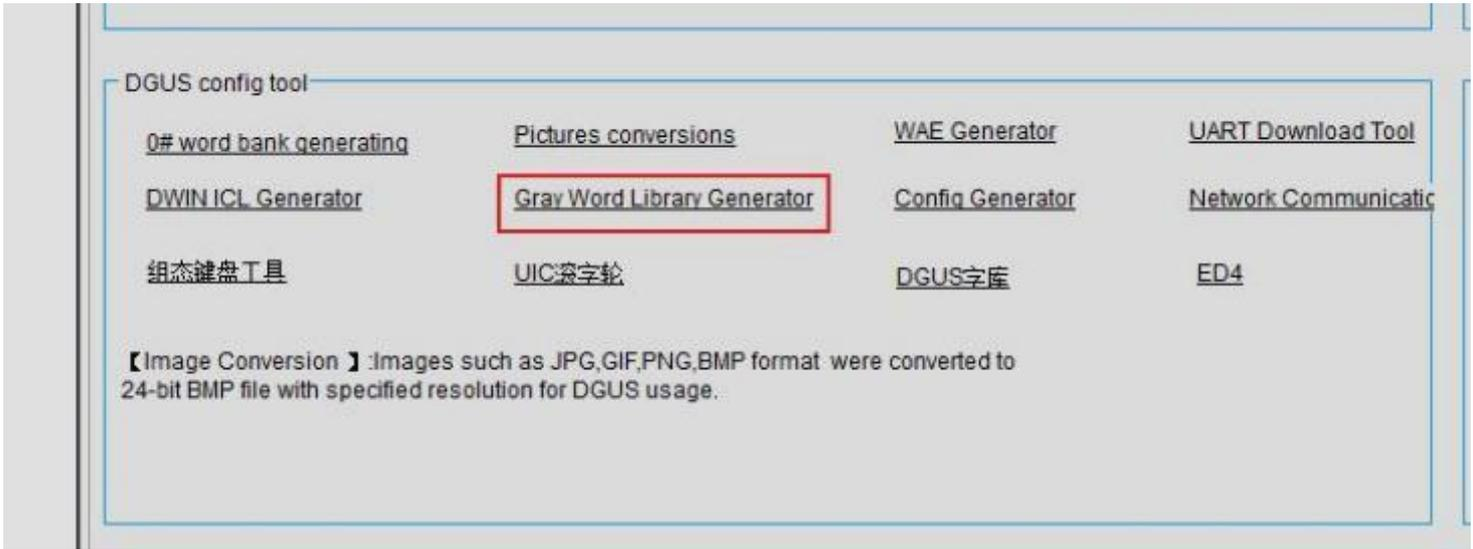 DGUS config tool
0# word bank generating
Pictures conversions
WAE Generator
UART Download Tool
DWIN ICL Generator
Gray Word Library Generator
Config Generator
Network Communicatic
组态键盘工具
UIC滚字轮
DGUS字库
ED4
【Image Conversion 】:Images such as JPG,GIF,PNG,BMP format were converted to
24-bit BMP file with specified resolution for DGUS usage.